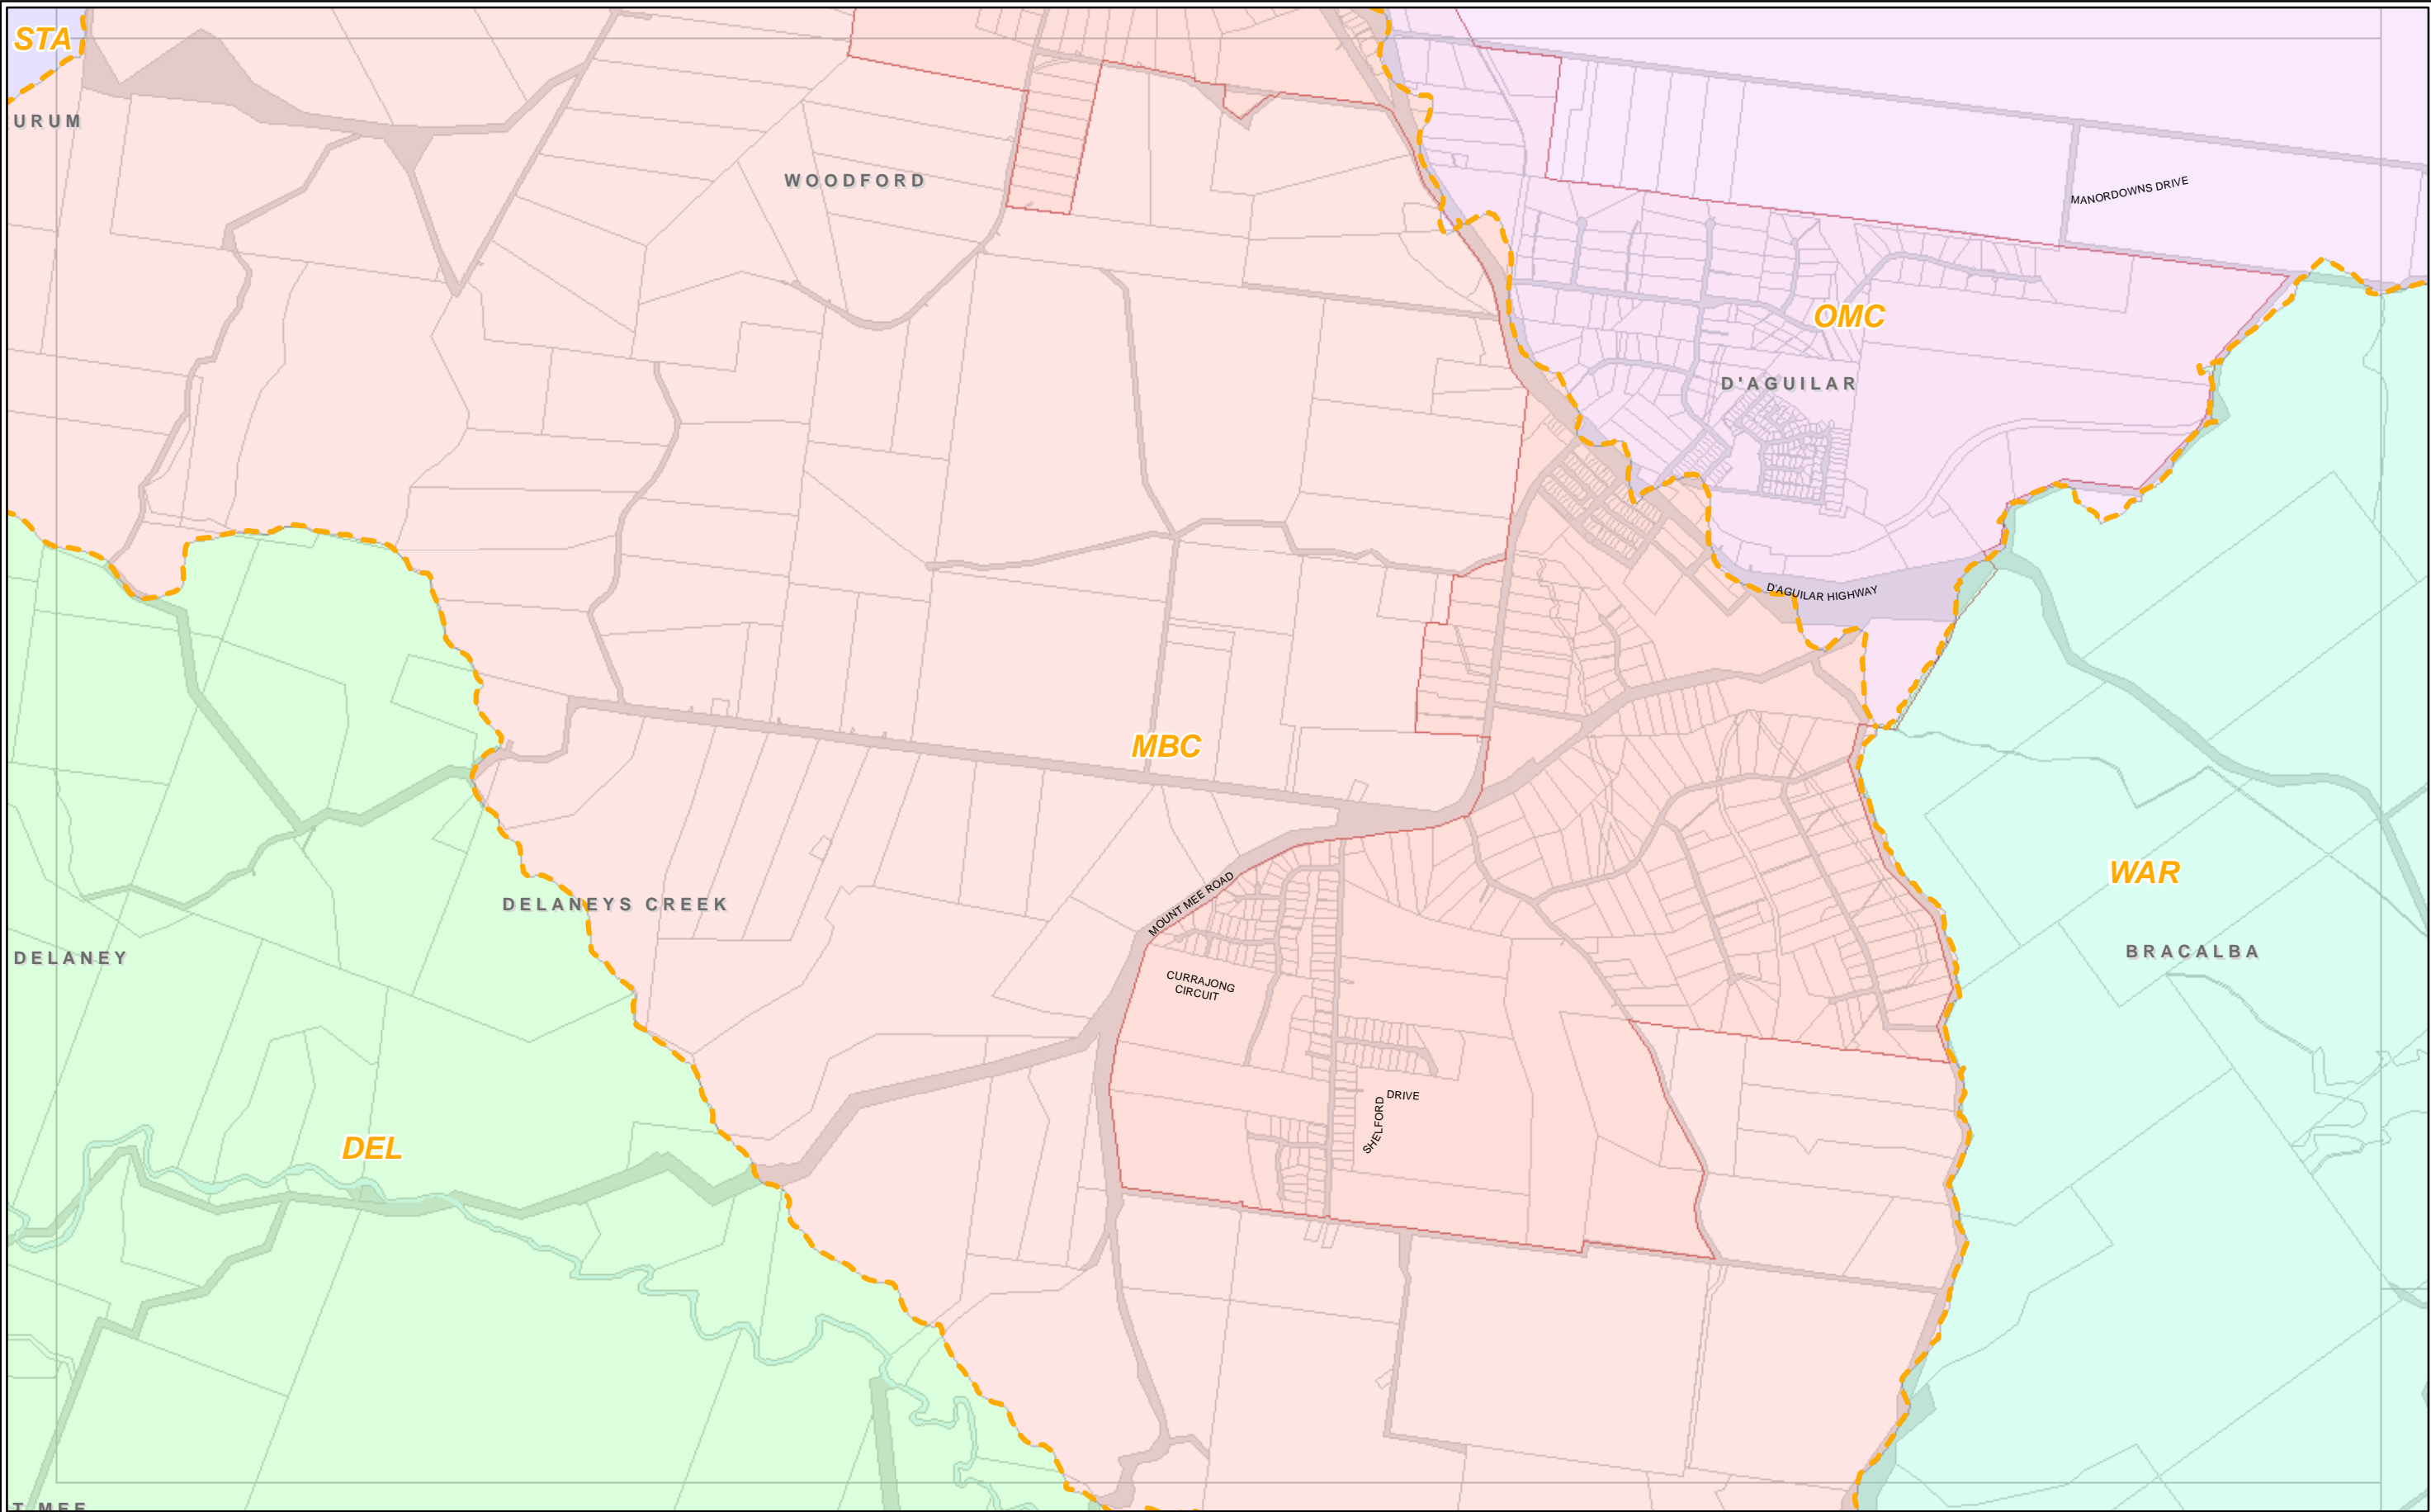 STA
URUM
WOODFORD
MANORDOWNS DRIVE
OMC
D'AGUILAR
D'AGUILAR HIGHWAY
MBC
WAR
MOUNT MEE ROAD
DELANEYS CREEK
BRACALBA
DELANEY
CURRAJONG
CIRCUIT
SHELFORD
DRIVE
DEL
T MEE